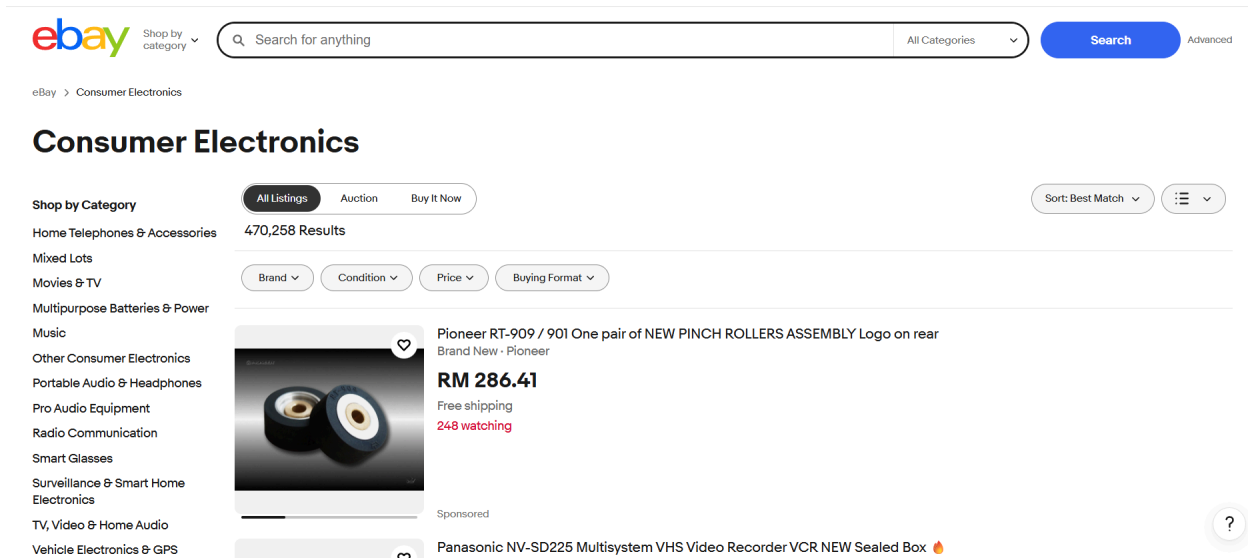 ebay
Shop by
category
Search for anything
All Categories
Search
Advanced
eBay > Consumer Electronics
Consumer Electronics
Shop by Category
Home Telephones & Accessories
Mixed Lots
Movies & TV
Multipurpose Batteries & Power
Music
Other Consumer Electronics
Portable Audio & Headphones
Pro Audio Equipment
Radio Communication
Smart Glasses
Surveillance & Smart Home
Electronics
TV, Video & Home Audio
Vehicle Electronics & GPS
All Listings
Auction
Buy It Now
Sort: Best Match
470,258 Results
Brand
Condition
Price
Buying Format
Pioneer RT-909 / 901 One pair of NEW PINCH ROLLERS ASSEMBLY Logo on rear
Brand New · Pioneer
RM 286.41
Free shipping
248 watching
Sponsored
Panasonic NV-SD225 Multisystem VHS Video Recorder VCR NEW Sealed Box 🔥
?